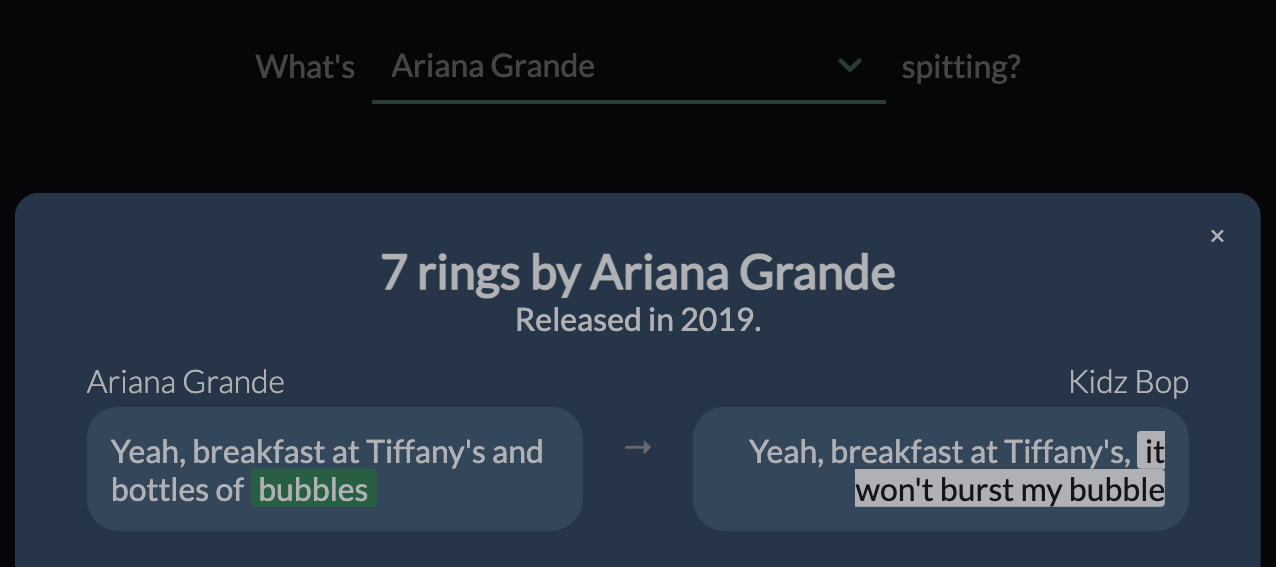 What's Ariana Grande spitting?
×
7 rings by Ariana Grande
Released in 2019.
Ariana Grande
Kidz Bop
Yeah, breakfast at Tiffany's and
bottles of bubbles
→
Yeah, breakfast at Tiffany's, it
won't burst my bubble